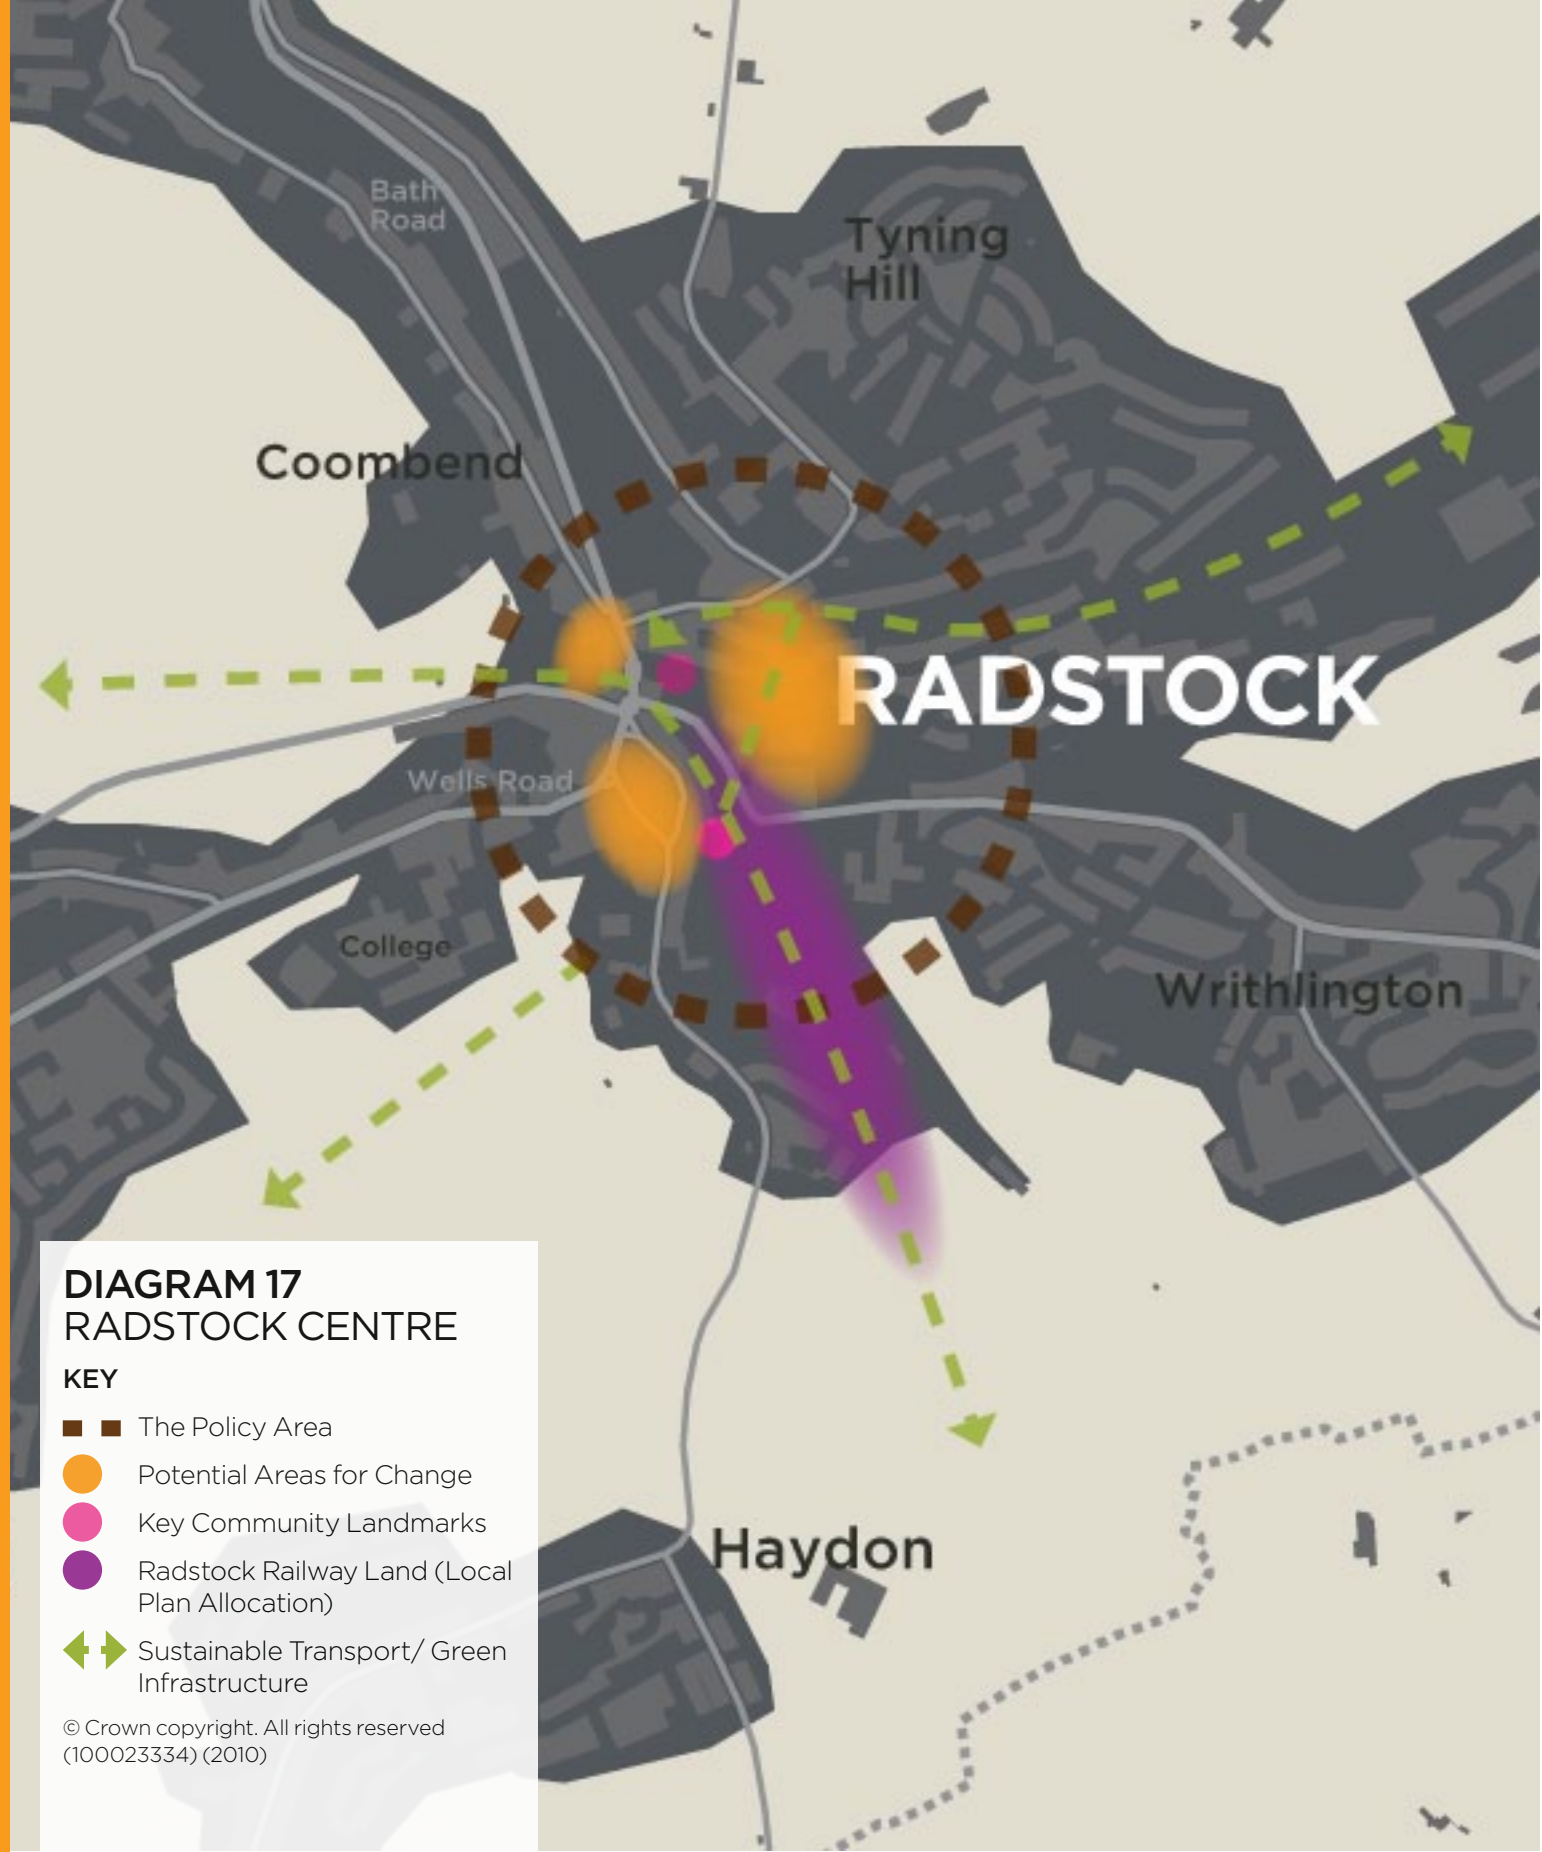 Bath
Road
Tyning
Hill
Coombend
RADSTOCK
Wells Road
College
Writhlington
Haydon
DIAGRAM 17
RADSTOCK CENTRE
KEY
The Policy Area
Potential Areas for Change
Key Community Landmarks
Radstock Railway Land (Local
Plan Allocation)
Sustainable Transport/ Green
Infrastructure
© Crown copyright. All rights reserved
(100023334) (2010)